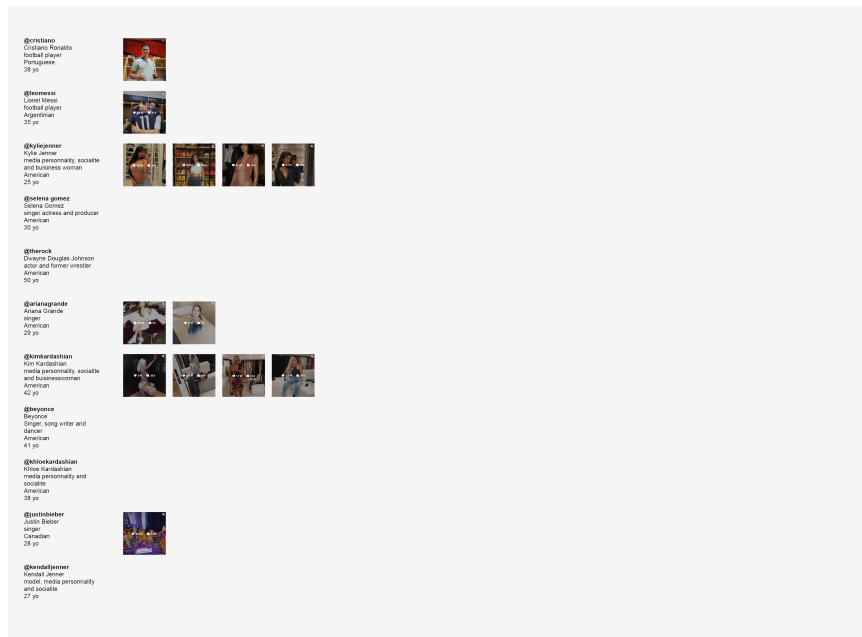 @cristiano
Cristiano Ronaldo
football player
Portuguese
38 yo
@leomessi
Lionel Messi
football player
Argentinian
35 yo
11
@kyliejenner
Kylie Jenner
media personnality, socialite
and buisiness woman
American
25 yo
@selena gomez
Selena Gomez
singer actress and producer
American
30 yo
@therock
Dwayne Douglas Johnson
actor and former wrestler
American
50 yo
@arianagrande
Ariana Grande
singer
American
29 yo
@kimkardashian
Kim Kardashian
media personnality, socialite
and buisinesswoman
American
42 yo
@beyonce
Beyonce
Singer, song writer and
dancer
American
41 yo
@khloekardashian
Khloe Kardashian
media personnality and
socialite
American
38 yo
@justinbieber
Justin Bieber
singer
Canadian
28 yo
@kendalljenner
Kendall Jenner
model, media personnality
and socialite
27 yo